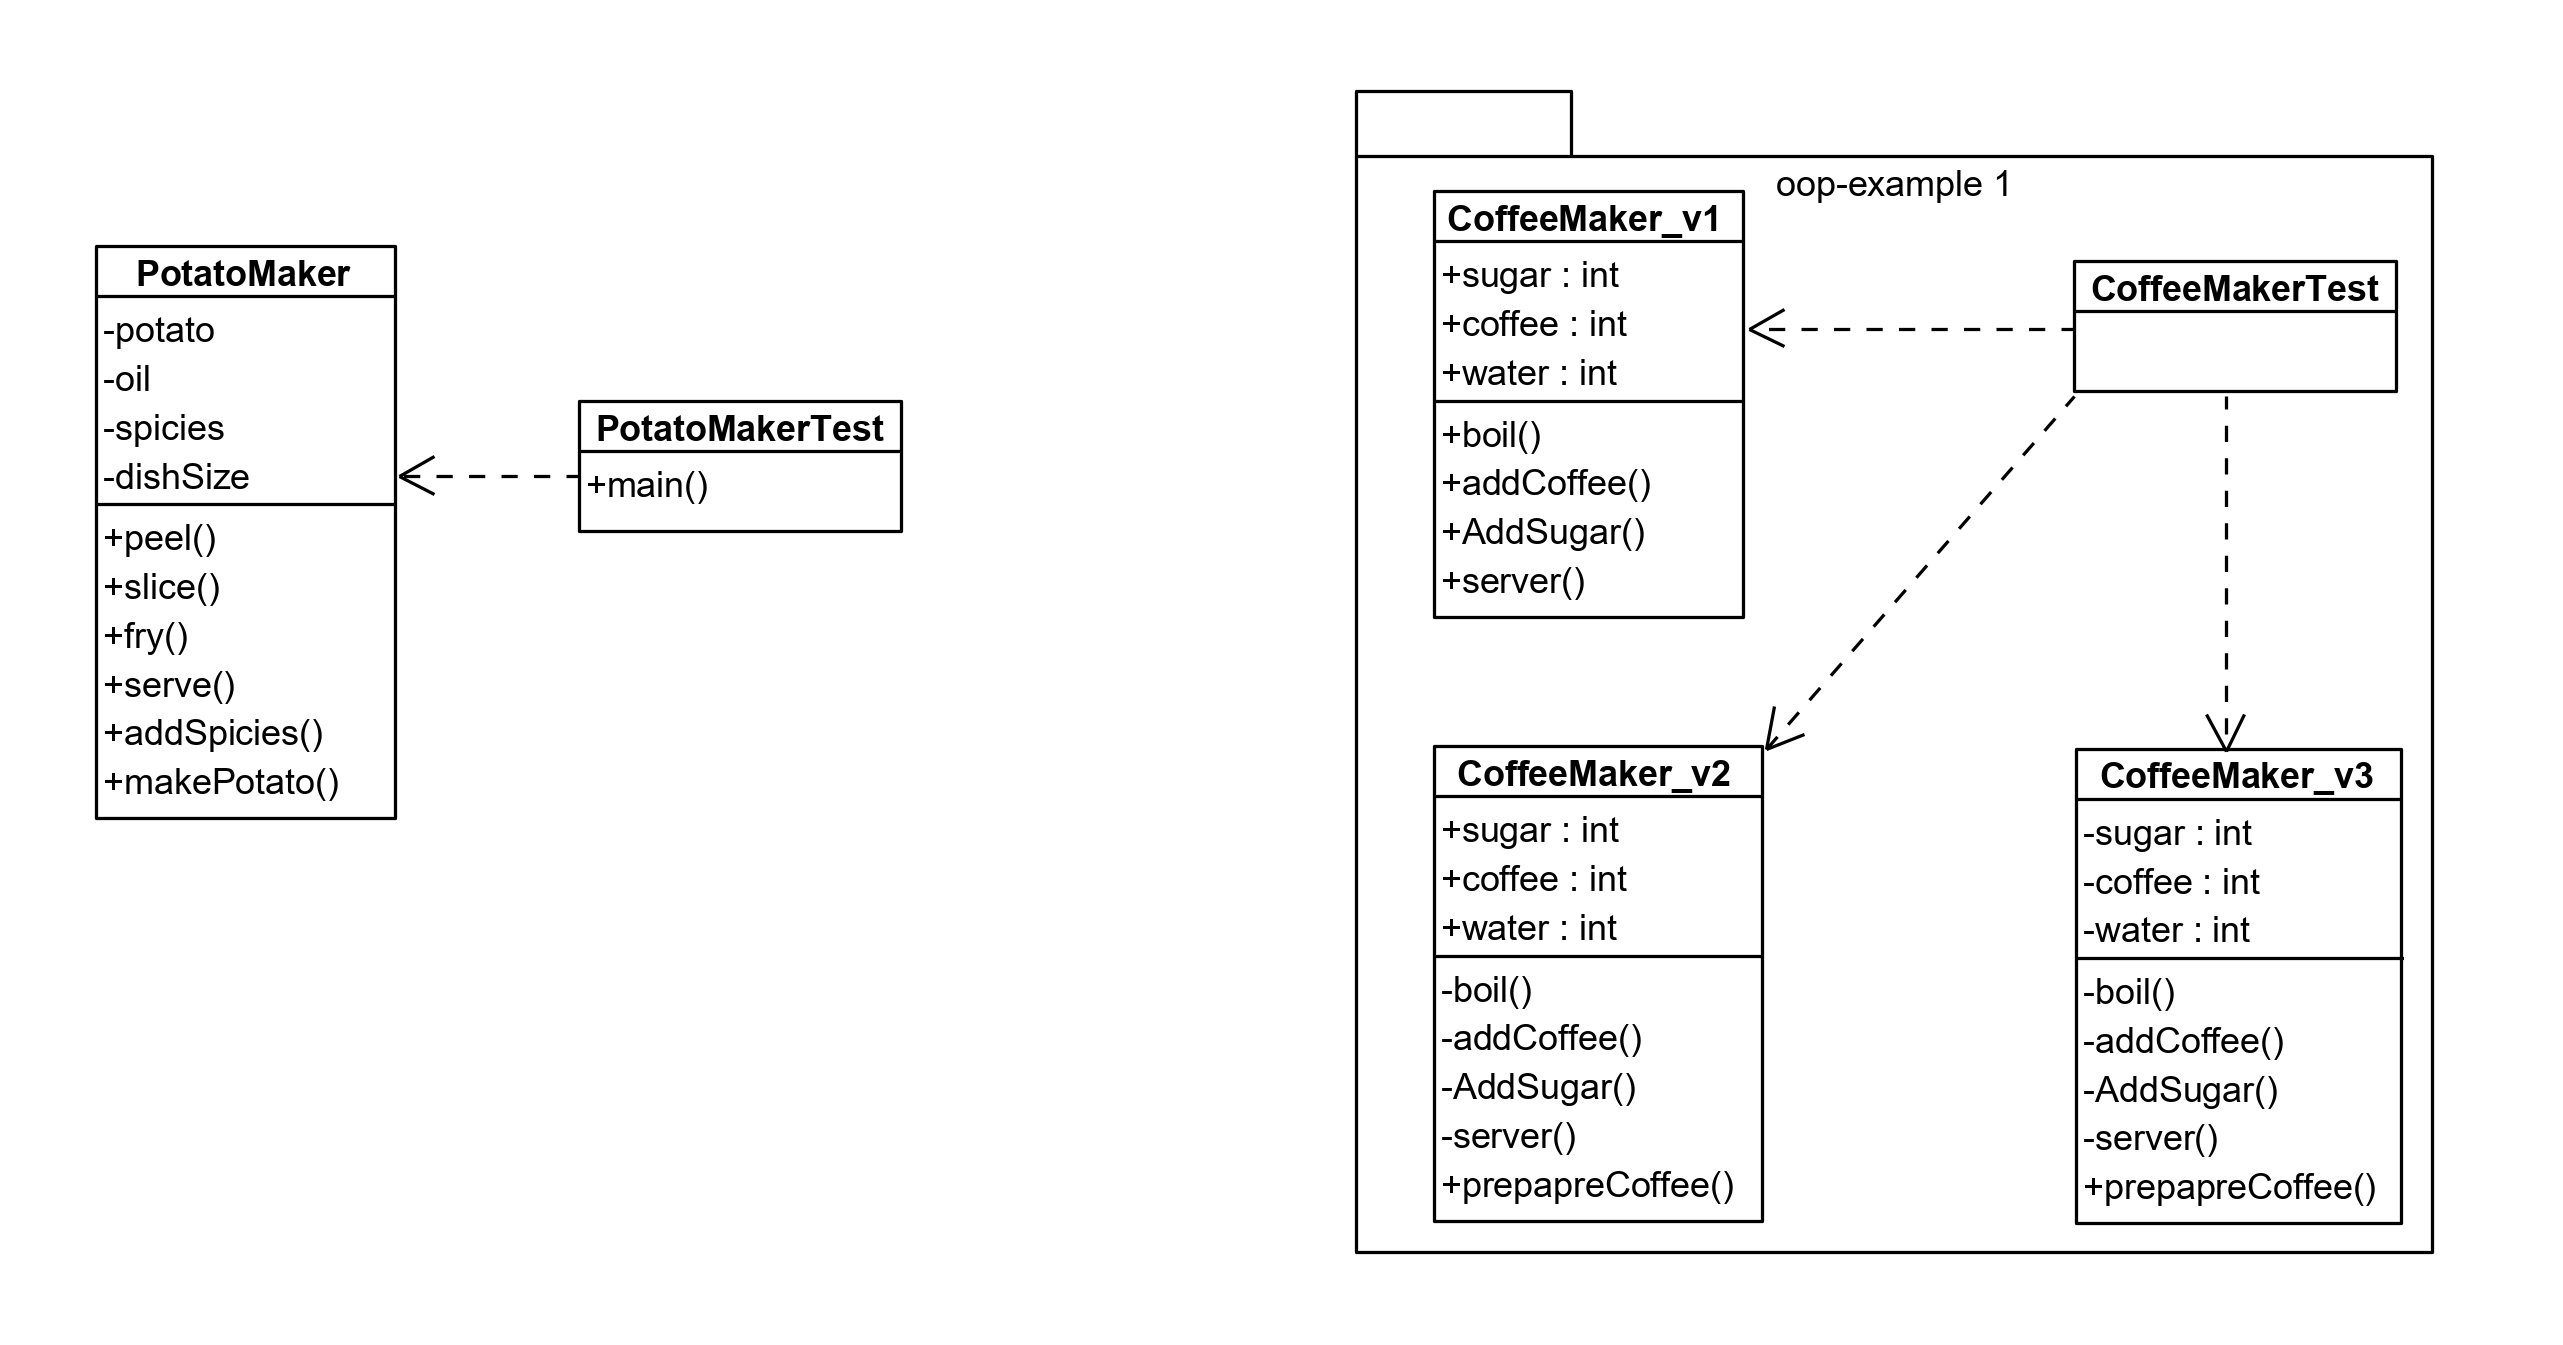 PotatoMaker
-potato
-oil
-spicies
-dishSize
+peel()
+slice()
+fry()
+serve()
+addSpicies()
+makePotato()
PotatoMakerTest
+main()
oop-example 1
CoffeeMaker_v1
+sugar : int
+coffee : int
+water : int
+boil()
+addCoffee()
+AddSugar()
+server()
CoffeeMakerTest
CoffeeMaker_v2
+sugar : int
+coffee : int
+water : int
-boil()
-addCoffee()
-AddSugar()
-server()
+prepapreCoffee()
CoffeeMaker_v3
-sugar : int
-coffee : int
-water : int
-boil()
-addCoffee()
-AddSugar()
-server()
+prepapreCoffee()